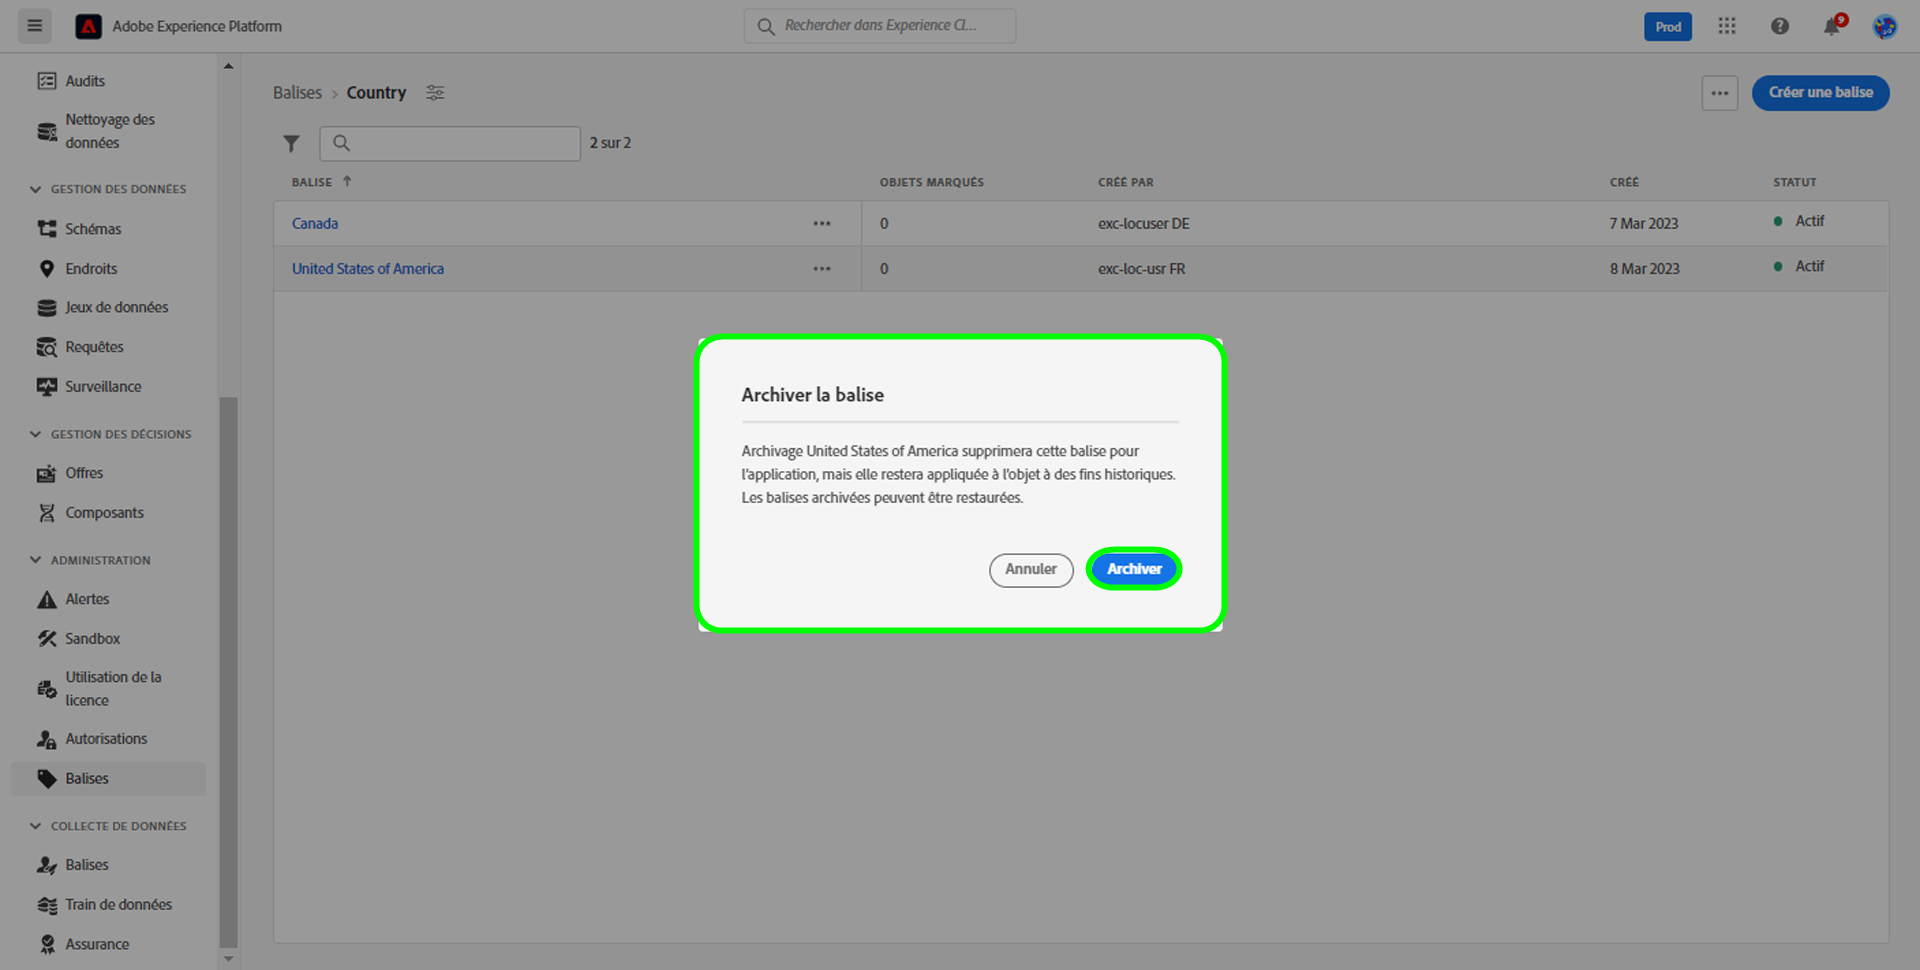 Adobe Experience Platform
Rechercher dans Experience Cl...
Prod
9
Audits
Nettoyage des
données
GESTION DES DONNÉES
Schémas
Endroits
Jeux de données
Requêtes
Surveillance
GESTION DES DÉCISIONS
Offres
Composants
ADMINISTRATION
Alertes
Sandbox
Utilisation de la
licence
Autorisations
Balises
COLLECTE DE DONNÉES
Balises
Train de données
Assurance
Balises > Country
Créer une balise
2 sur 2
BALISE OBJETS MARQUÉS CRÉÉ PAR CRÉÉ STATUT
Canada 0 exc-locuser DE 7 Mar 2023 Actif
United States of America 0 exc-loc-usr FR 8 Mar 2023 Actif
Archiver la balise
Archivage United States of America supprimera cette balise pour
l'application, mais elle restera appliquée à l'objet à des fins historiques.
Les balises archivées peuvent être restaurées.
Annuler Archiver